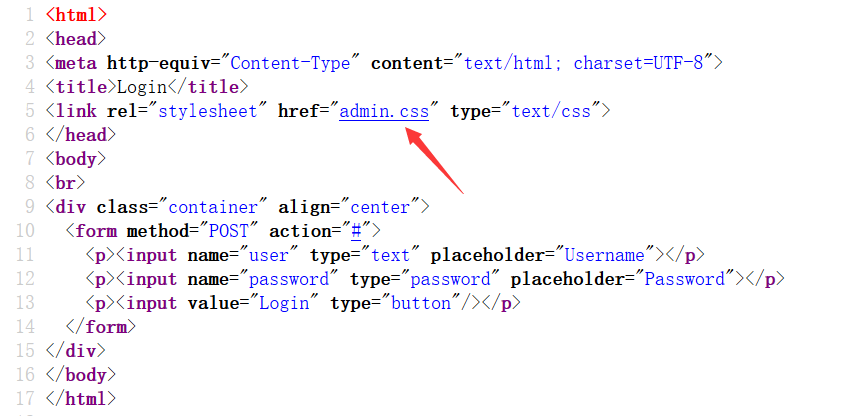 1 <html>
2 <head>
3 <meta http-equiv="Content-Type" content="text/html; charset=UTF-8">
4 <title>Login</title>
5 <link rel="stylesheet" href="admin.css" type="text/css">
6 </head>
7 <body>
8 <br>
9 <div class="container" align="center">
10   <form method="POST" action="#">
11     <p><input name="user" type="text" placeholder="Username"></p>
12     <p><input name="password" type="password" placeholder="Password"></p>
13     <p><input value="Login" type="button"/></p>
14   </form>
15 </div>
16 </body>
17 </html>